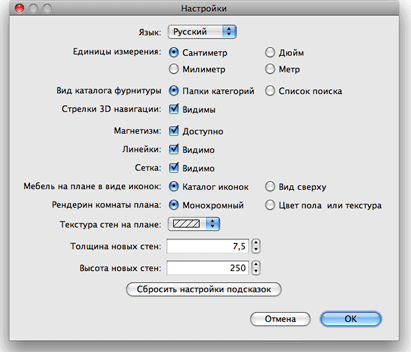 Настройки
Язык: Русский
Единицы измерения: Сантиметр Дюйм
Милиметр Метр
Вид каталога фурнитуры Папки категорий Список поиска
Стрелки 3D навигации: Видимы
Магнетизм: Доступно
Линейки: Видимо
Сетка: Видимо
Мебель на плане в виде иконок: Каталог иконок Вид сверху
Рендерин комнаты плана: Монохромный Цвет пола или текстура
Текстура стен на плане:
Толщина новых стен: 7,5
Высота новых стен: 250
Сбросить настройки подсказок
Отмена OK